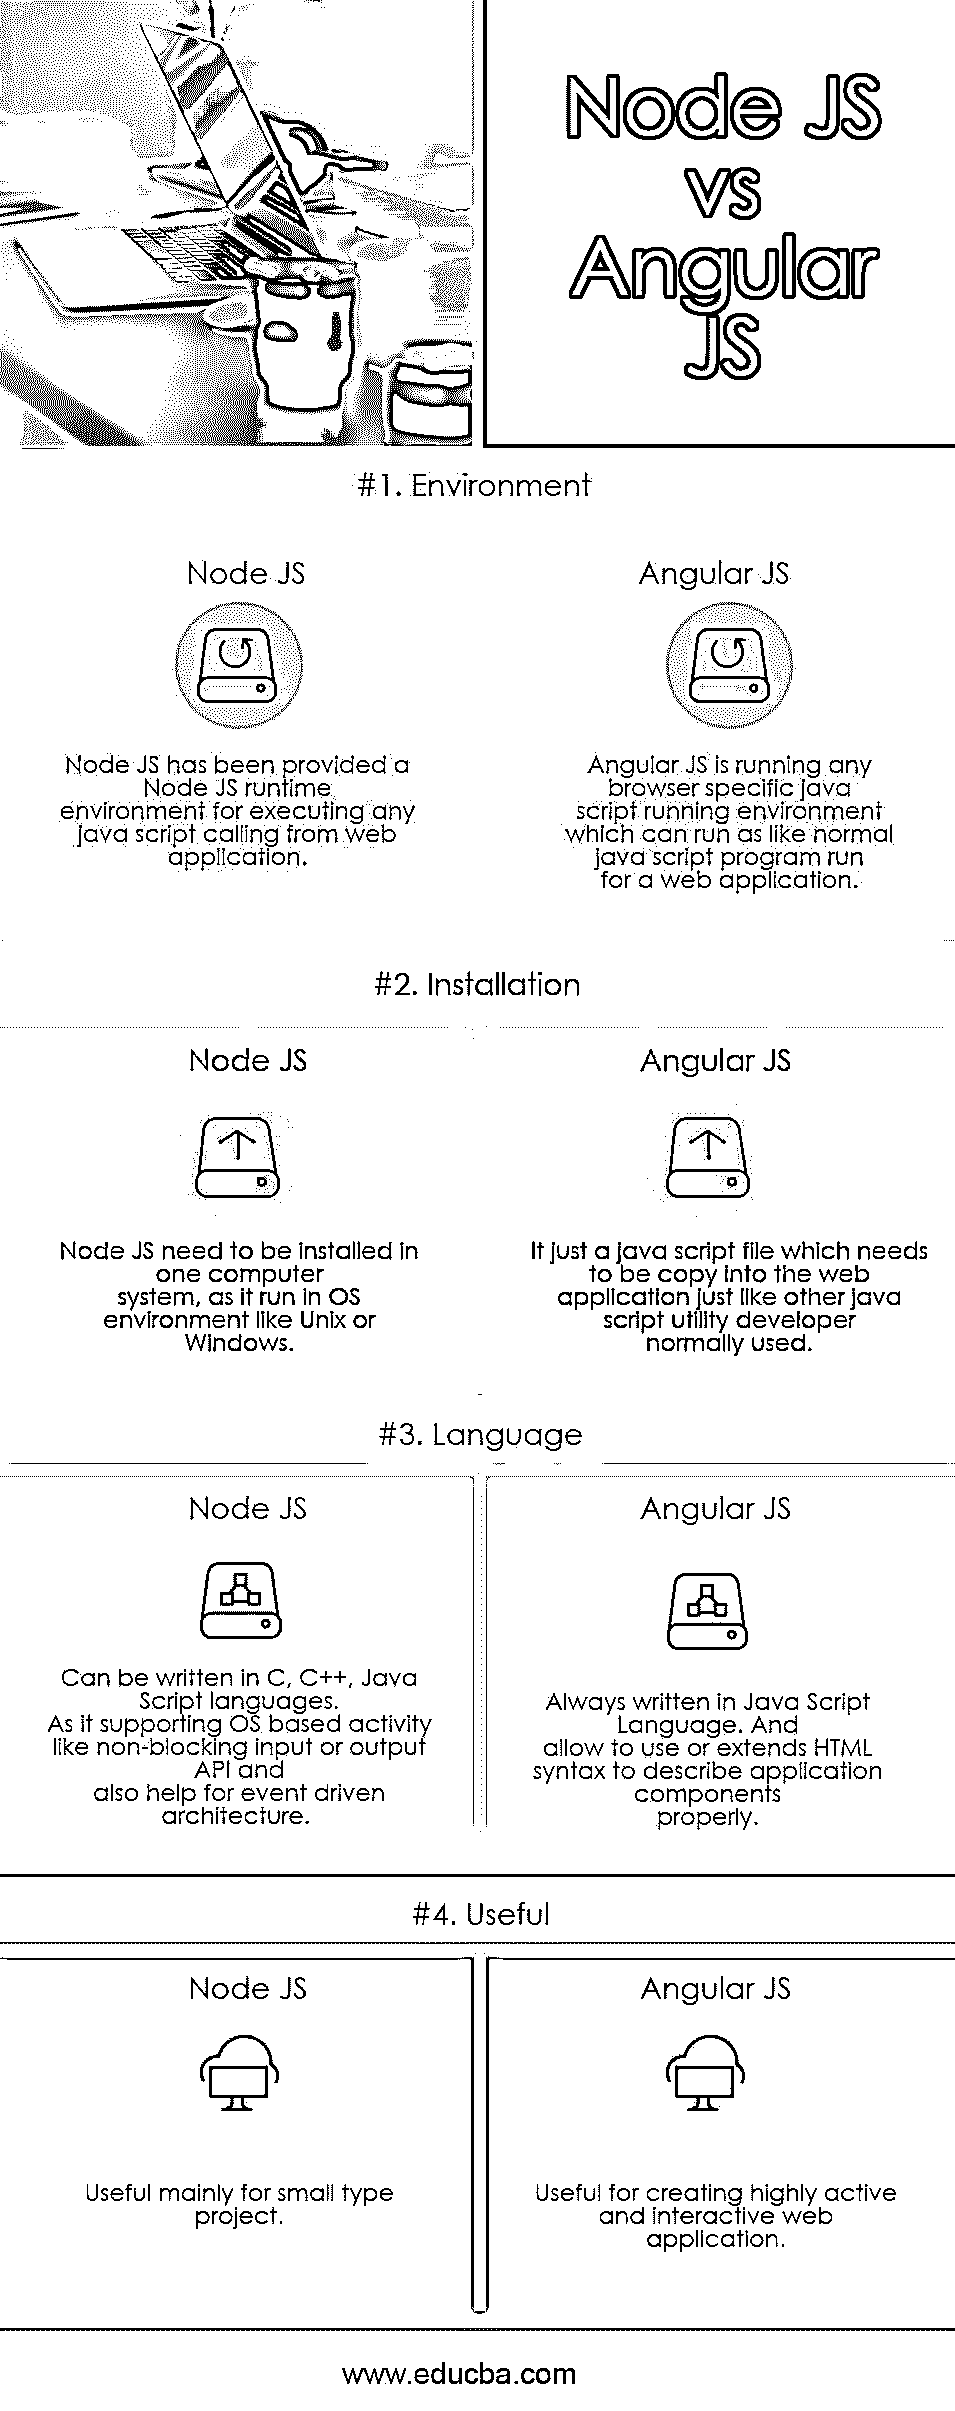 Node JS
vs
Angular
JS
#1. Environment
Node JS
Node JS has been provided a
Node JS runtime
environment for executing any
java script calling from web
application.
Angular JS
Angular JS is running any
browser specific java
script running environment
which can run as like normal
java script program run
for a web application.
#2. Installation
Node JS
Node JS need to be installed in
one computer
system, as it run in OS
environment like Unix or
Windows.
Angular JS
It just a java script file which needs
to be copy into the web
application just like other java
script utility developer
normally used.
#3. Language
Node JS
Can be written in C, C++, Java
Script languages.
As it supporting OS based activity
like non-blocking input or output
API and
also help for event driven
architecture.
Angular JS
Always written in Java Script
Language. And
allow to use or extends HTML
syntax to describe application
components
properly.
#4. Useful
Node JS
Useful mainly for small type
project.
Angular JS
Useful for creating highly active
and interactive web
application.
www.educba.com